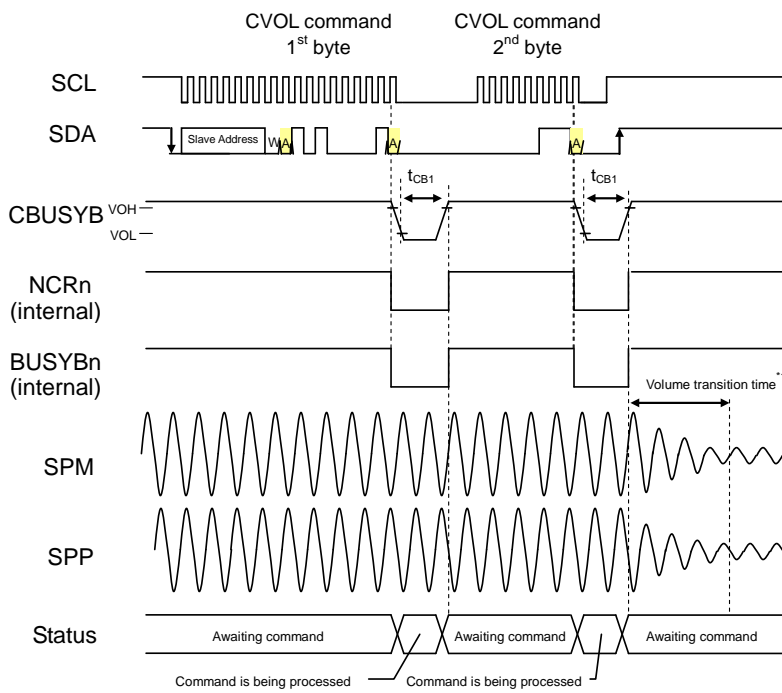 CVOL command
1st byte
CVOL command
2nd byte
SCL
SDA
Slave Address
W
A
A
A
tCB1
tCB1
CBUSYB
VOH
VOL
NCRn
(internal)
BUSYBn
(internal)
Volume transition time
SPM
SPP
Status
Awaiting command
Awaiting command
Awaiting command
Command is being processed
Command is being processed